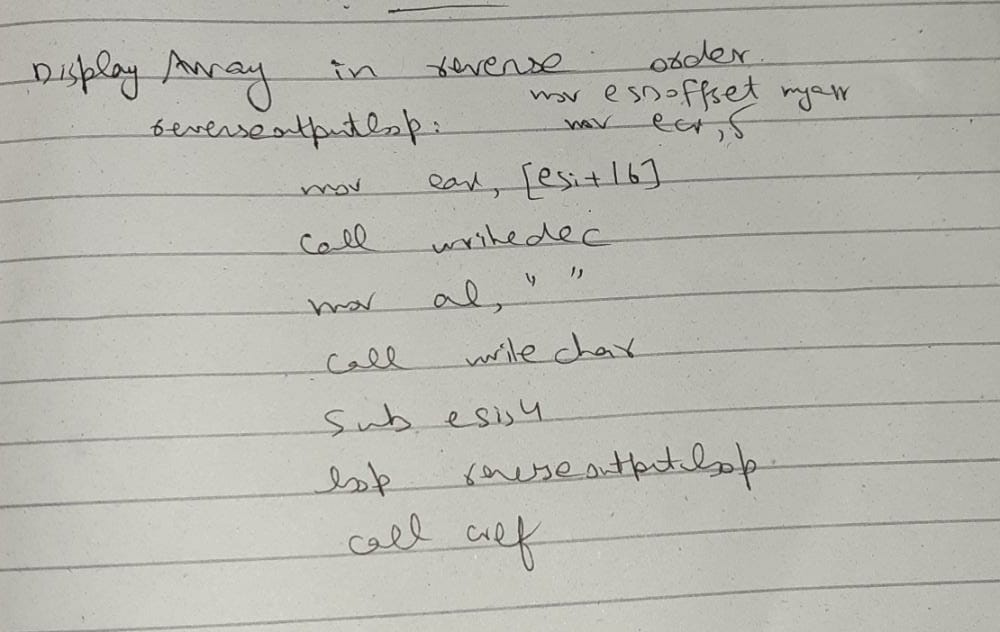 Display Array in reverse order.
mov esi, offset myarr
reverseoutputloop: mov ecx, 5
mov eax, [esi+16]
call writedec
mov al, " "
call writechar
sub esi, 4
loop reverseoutputloop
call crlf